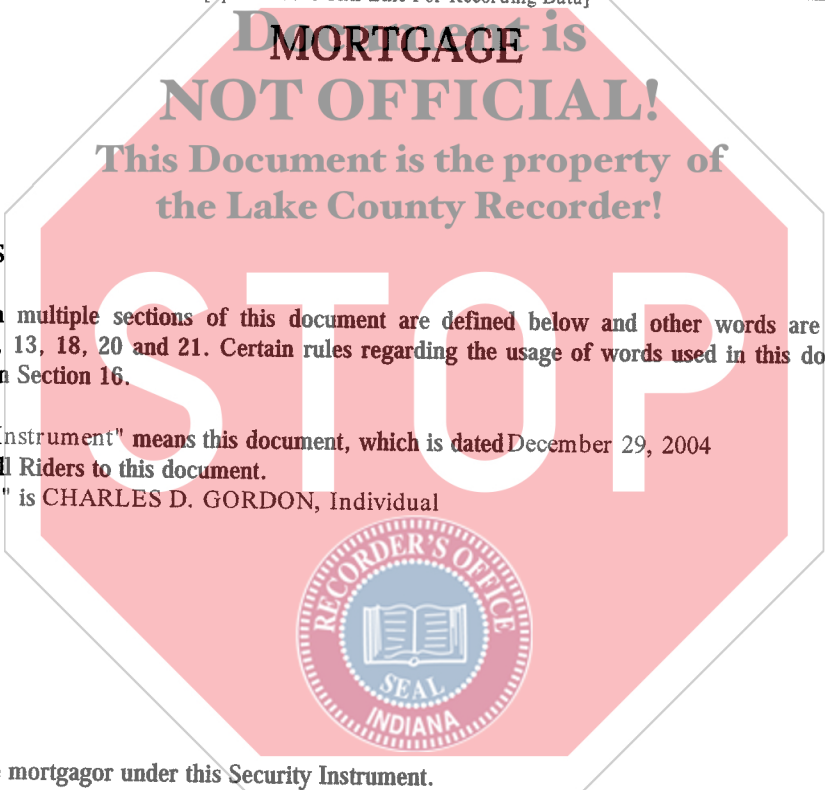 MORTGAGE
Document is
NOT OFFICIAL!
This Document is the property of
the Lake County Recorder!
S
multiple sections of this document are defined below and other words are
13, 18, 20 and 21. Certain rules regarding the usage of words used in this do
Section 16.
Instrument" means this document, which is dated December 29, 2004
Riders to this document.
" is CHARLES D. GORDON, Individual
STOP
RECORDER'S OFFICE
SEAL
INDIANA
mortgagor under this Security Instrument.